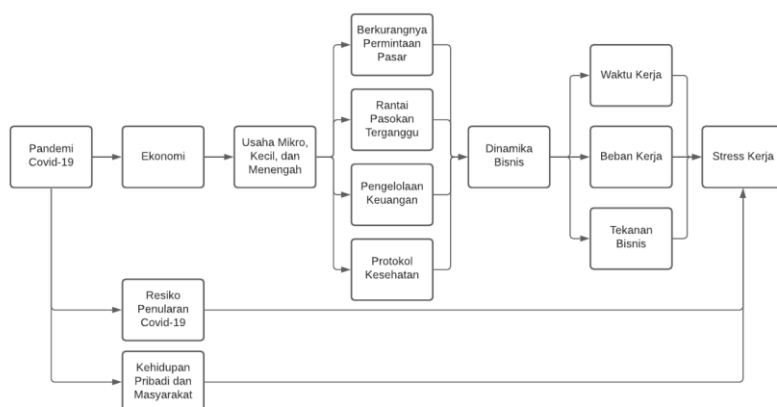 Berkurangnya
Permintaan
Pasar
Waktu Kerja
Rantai
Pasokan
Terganggu
Pandemi
Covid-19
Ekonomi
Usaha Mikro,
Kecil, dan
Menengah
Dinamika
Bisnis
Beban Kerja
Stress Kerja
Pengelolaan
Keuangan
Tekanan
Bisnis
Protokol
Kesehatan
Resiko
Penularan
Covid-19
Kehidupan
Pribadi dan
Masyarakat